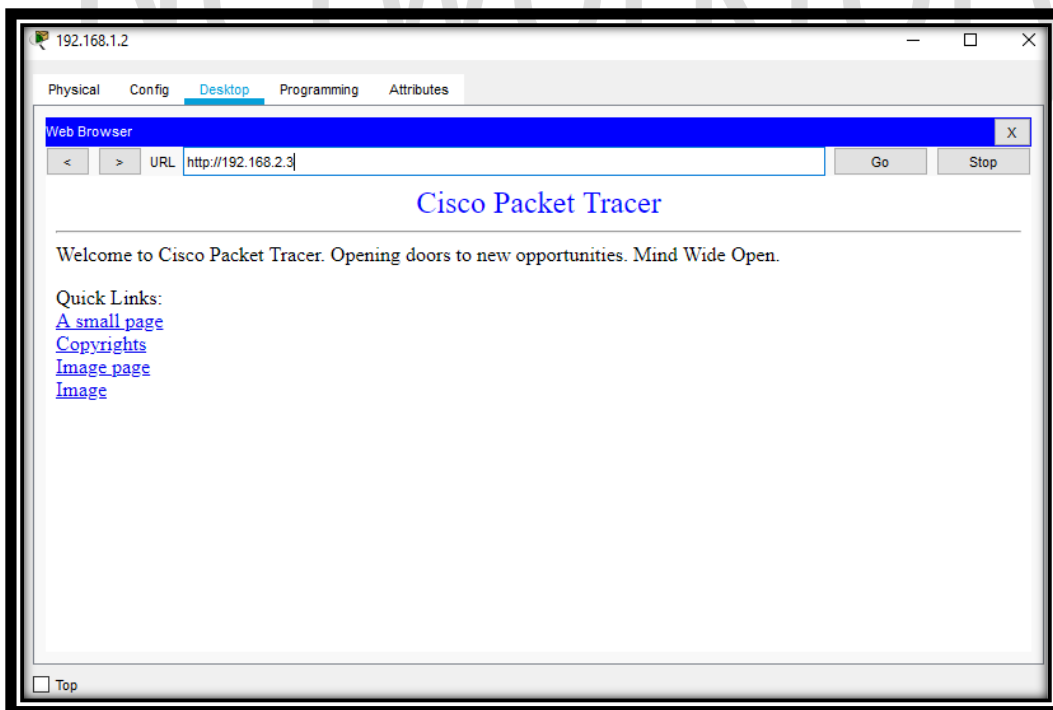 192.168.1.2
Physical Config Desktop Programming Attributes
Web Browser X
< > URL http://192.168.2.3 Go Stop
Cisco Packet Tracer
Welcome to Cisco Packet Tracer. Opening doors to new opportunities. Mind Wide Open.
Quick Links:
A small page
Copyrights
Image page
Image
Top